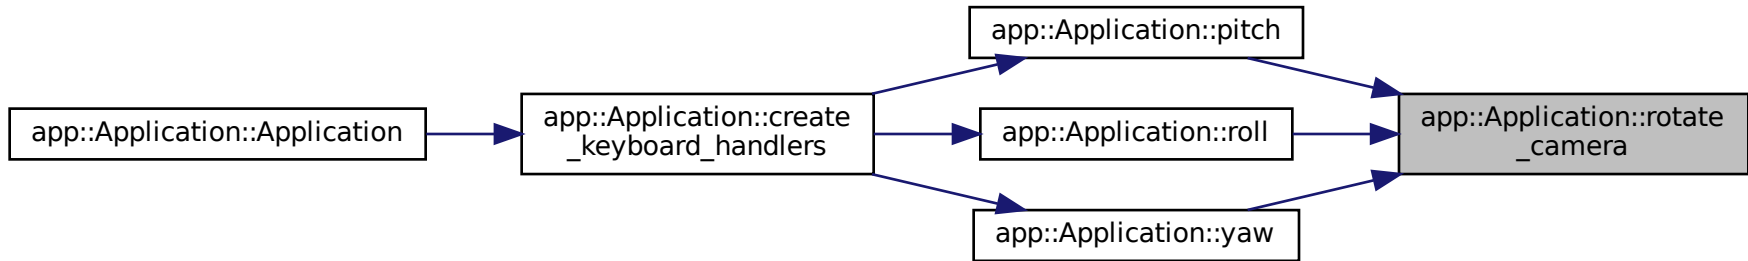 app::Application::Application
app::Application::create
_keyboard_handlers
app::Application::pitch
app::Application::roll
app::Application::yaw
app::Application::rotate
_camera